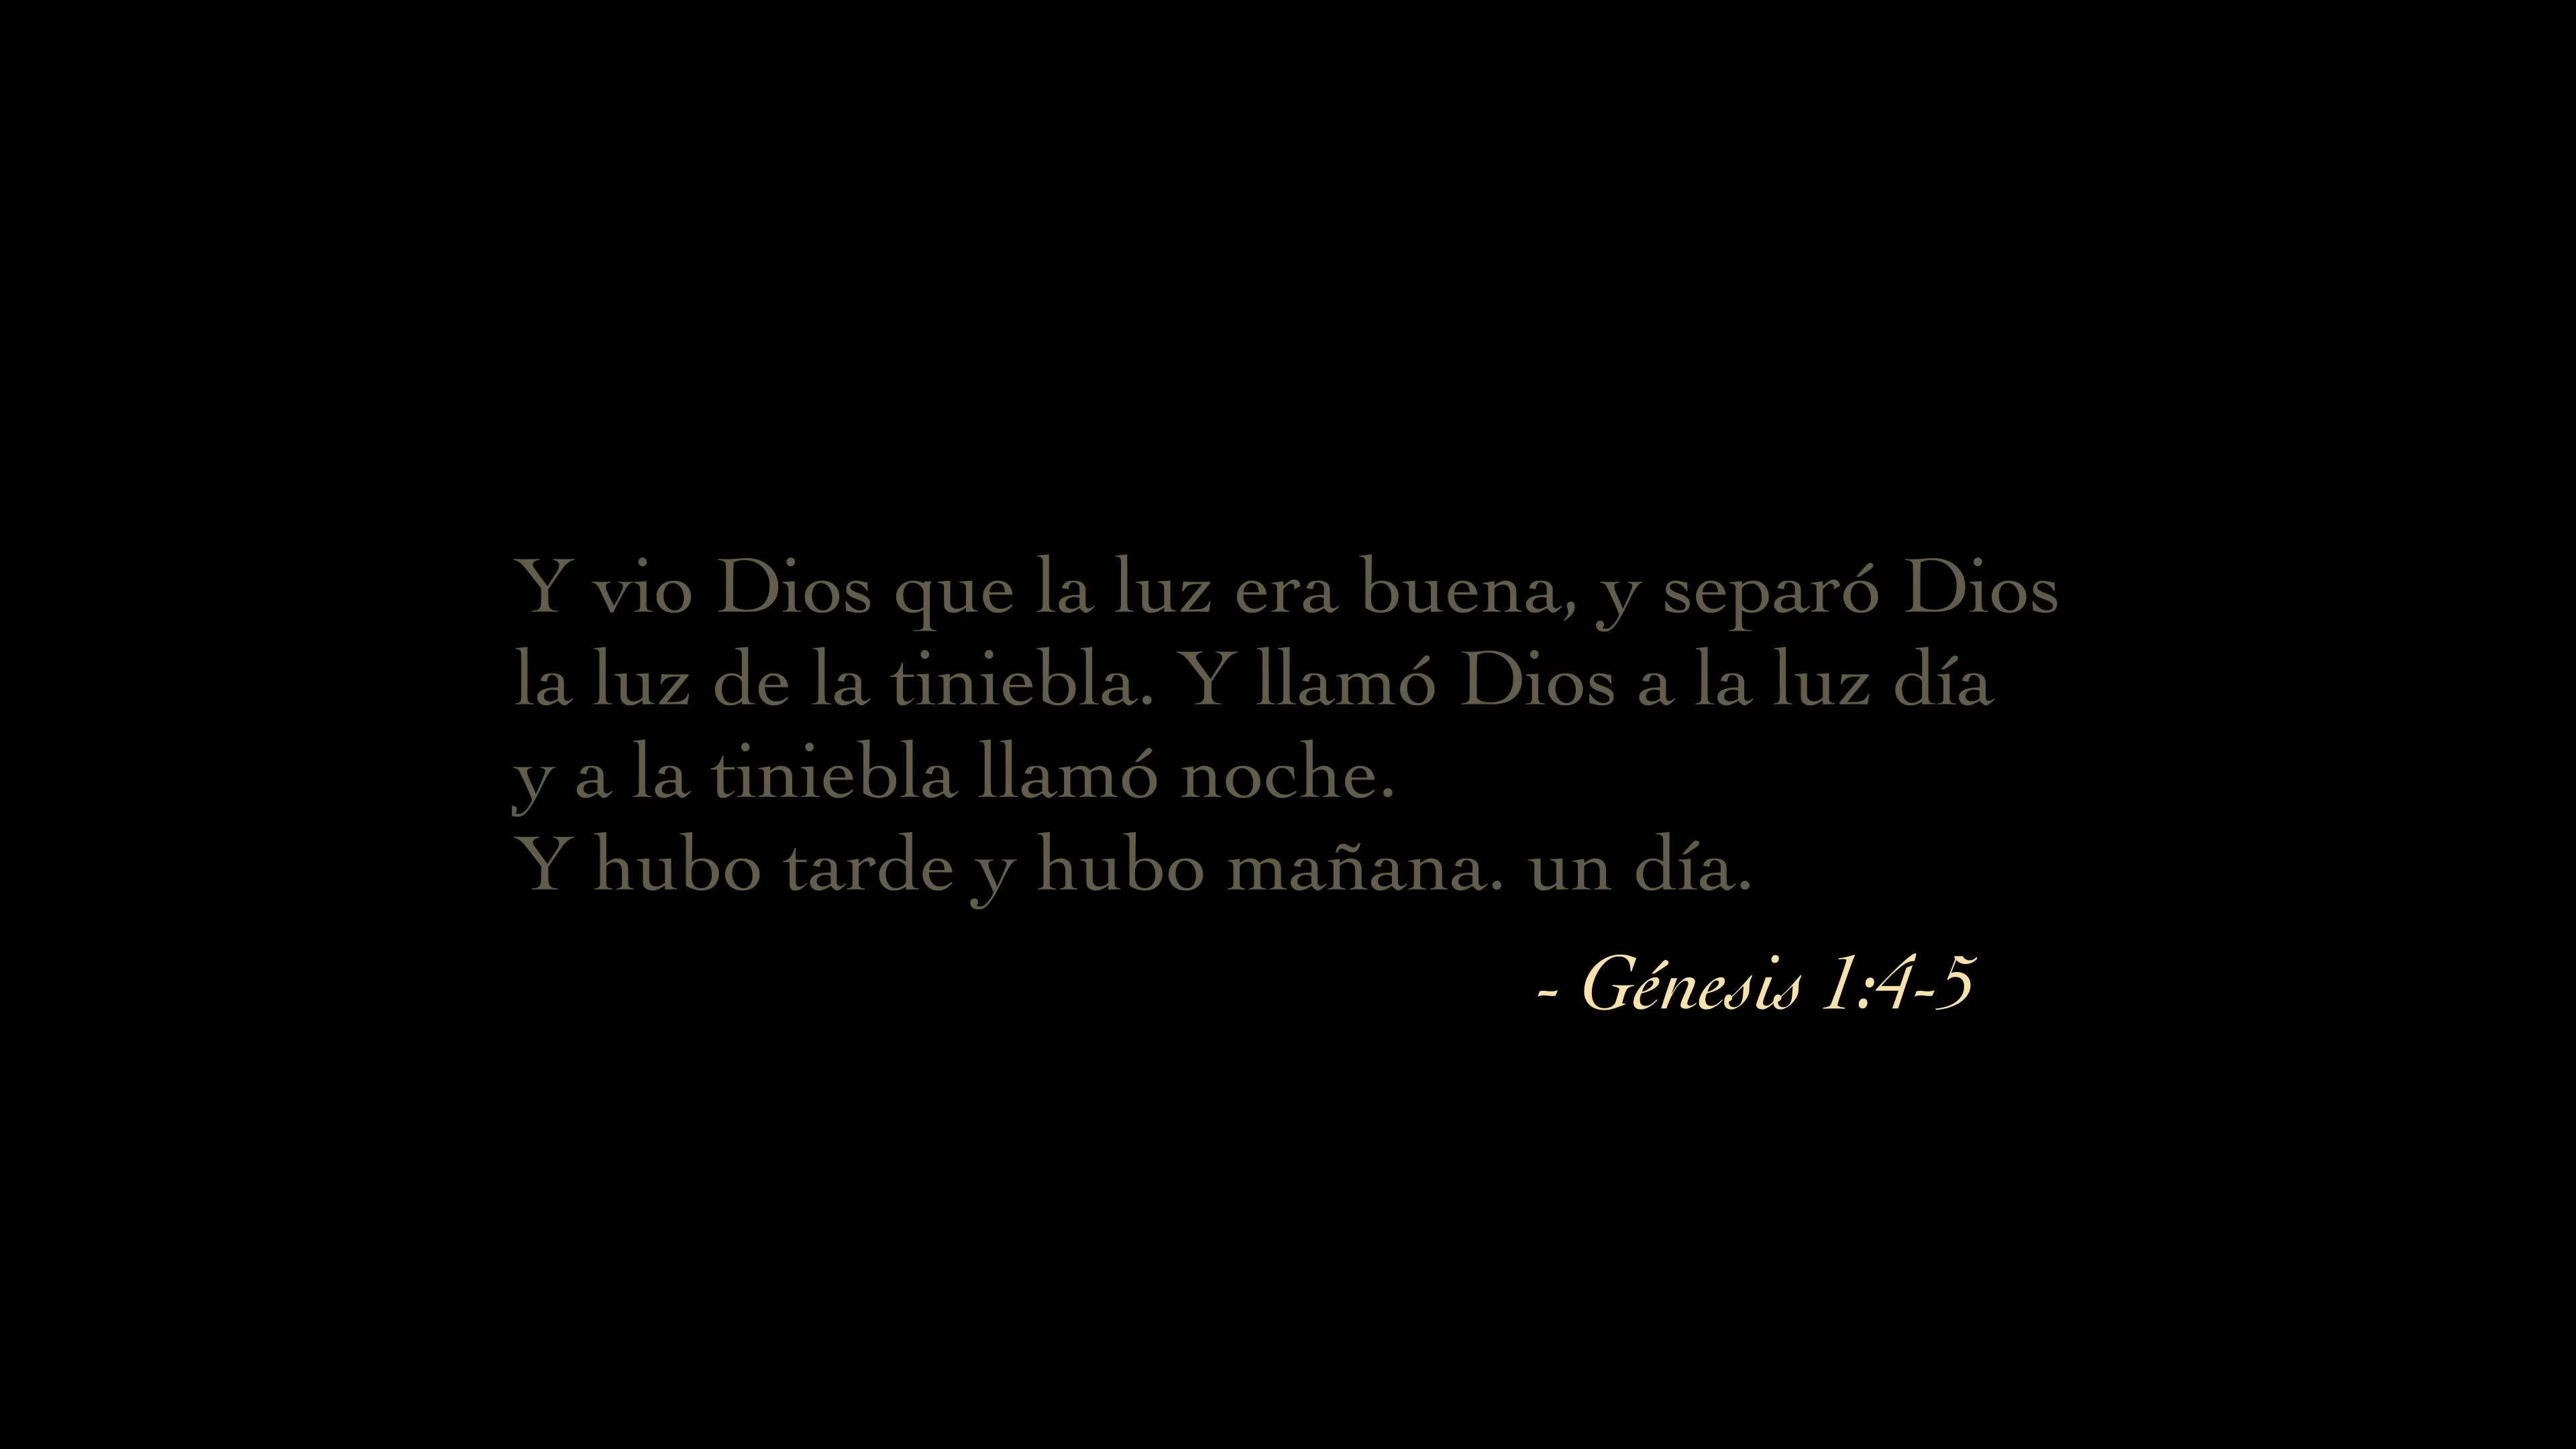 Y vio Dios que la luz era buena, y separó Dios
la luz de la tiniebla. Y llamó Dios a la luz día
y a la tiniebla llamó noche.
Y hubo tarde y hubo mañana. un día.
- Génesis 1:4-5